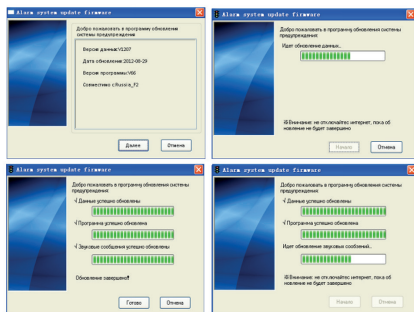 Alarm system update firmware
Добро пожаловать в программу обновления
системы предупреждения
Версия данных:V1207
Дата обновления:2012-08-29
Версия программы:V66
Совместимо с:Russia_F2
Далее
Отмена
Alarm system update firmware
Добро пожаловать в программу обновления системы
предупреждения:
Идет обновление данных..
※Внимание: не отключайтес интернет, пока об
новление не будет завершено
Начало
Отмена
Alarm system update firmware
Добро пожаловать в программу обновления системы
предупреждения:
√Данные успешно обновлены
√Программа успешно обновлена
√Звуковые сообщения успешно обновлены
Обновление завершено!!
Готово
Отмена
Alarm system update firmware
Добро пожаловать в программу обновления системы
предупреждения:
√Данные успешно обновлены
√Программа успешно обновлена
Идет обновление звуковых сообщений..
※Внимание: не отключайтес интернет, пока об
новление не будет завершено
Начало
Отмена